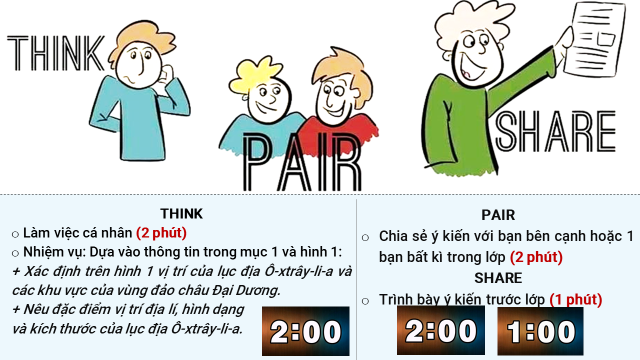 THINK
PAIR
SHARE
THINK
○ Làm việc cá nhân (2 phút)
○ Nhiệm vụ: Dựa vào thông tin trong mục 1 và hình 1:
+ Xác định trên hình 1 vị trí của lục địa Ô-xtrây-li-a và
các khu vực của vùng đảo châu Đại Dương.
+ Nêu đặc điểm vị trí địa lí, hình dạng
và kích thước của lục địa Ô-xtrây-li-a.
2:00
PAIR
○ Chia sẻ ý kiến với bạn bên cạnh hoặc 1
bạn bất kì trong lớp (2 phút)
SHARE
○ Trình bày ý kiến trước lớp (1 phút)
2:00
1:00